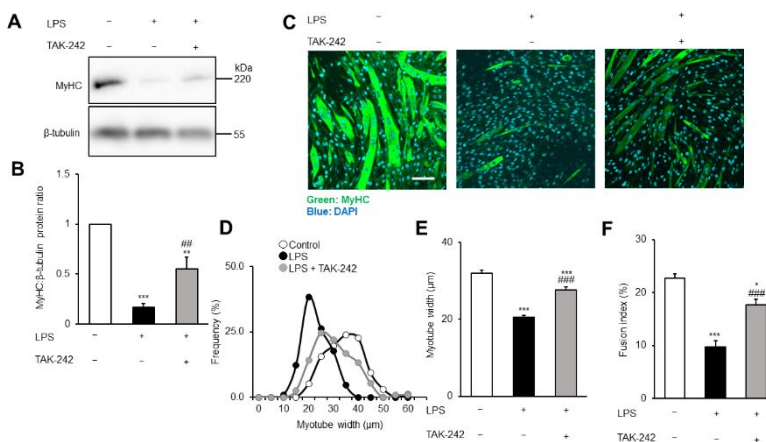 A
LPS – + +
TAK-242 – – +
kDa
MyHC 220
β-tubulin 55
B
MyHC:β-tubulin protein ratio
1.5
1
0.5
0
***
##
**
LPS – + +
TAK-242 – – +
C
LPS – + +
TAK-242 – – +
Green: MyHC
Blue: DAPI
D
Control
LPS
LPS + TAK-242
Frequency (%)
50.0
25.0
0.0
0 10 20 30 40 50 60
Myotube width (μm)
E
Myotube width (μm)
40
20
0
***
***
###
LPS – + +
TAK-242 – – +
F
Fusion index (%)
30
20
10
0
***
*
###
LPS – + +
TAK-242 – – +